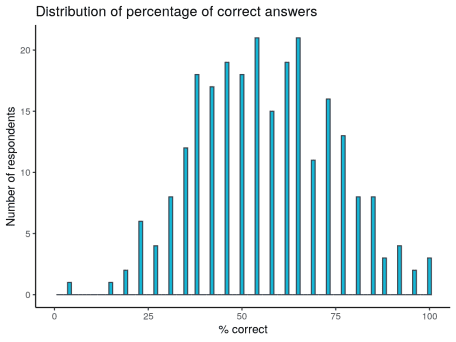 Distribution of percentage of correct answers
Number of respondents
20
15
10
5
0
0 25 50 75 100
% correct